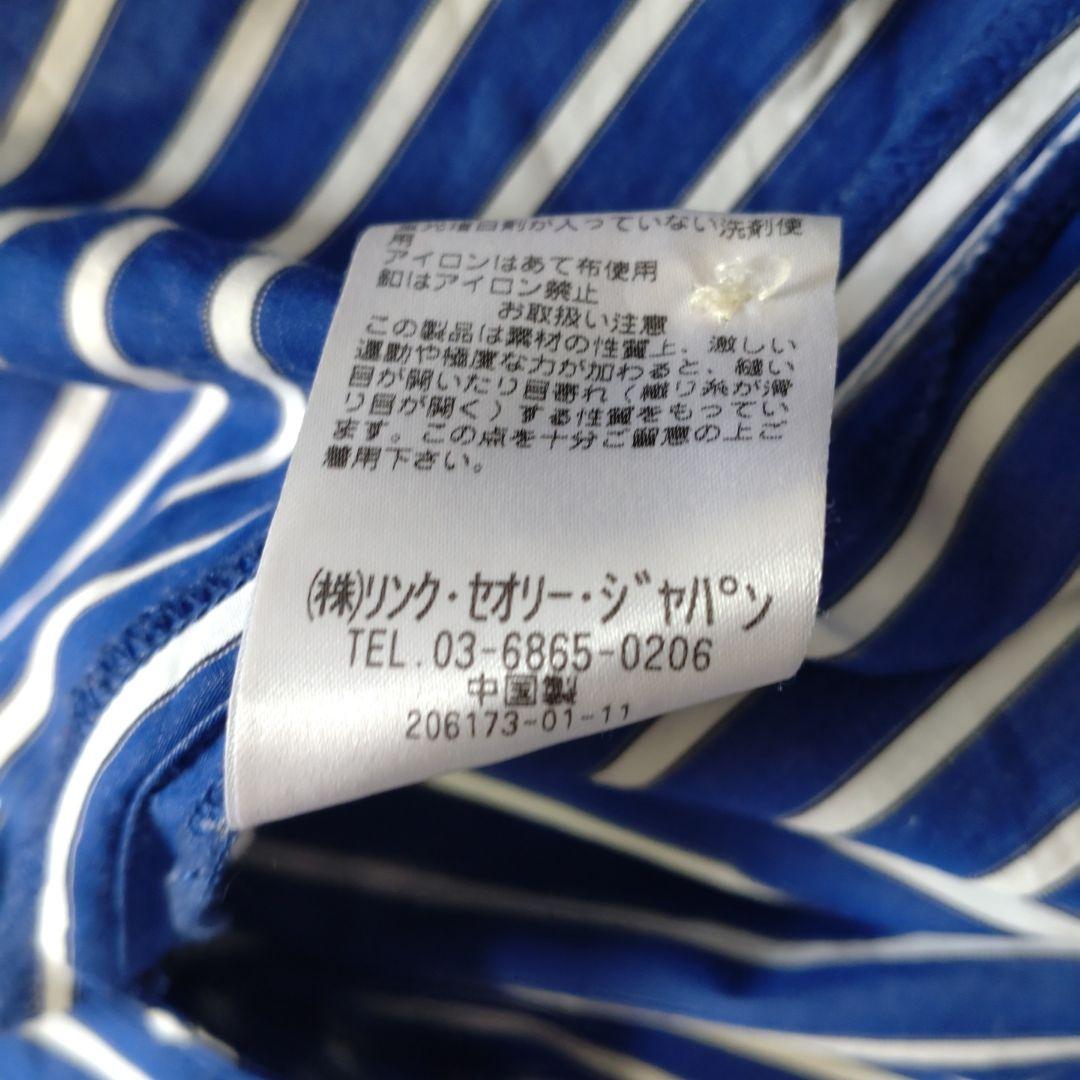 蛍光増白剤が入っていない洗剤使
用
アイロンはあて布使用
釦はアイロン禁止
お取扱い注意
この製品は素材の性質上、激しい
運動や極度な力が加わると、縫い
目が開いたり目寄れ（織り糸が滑
り目が開く）する性質をもってい
ます。この点を十分ご留意の上ご
着用下さい。
(株)リンク・セオリー・ジャパン
TEL.03-6865-0206
中国製
206173-01-11